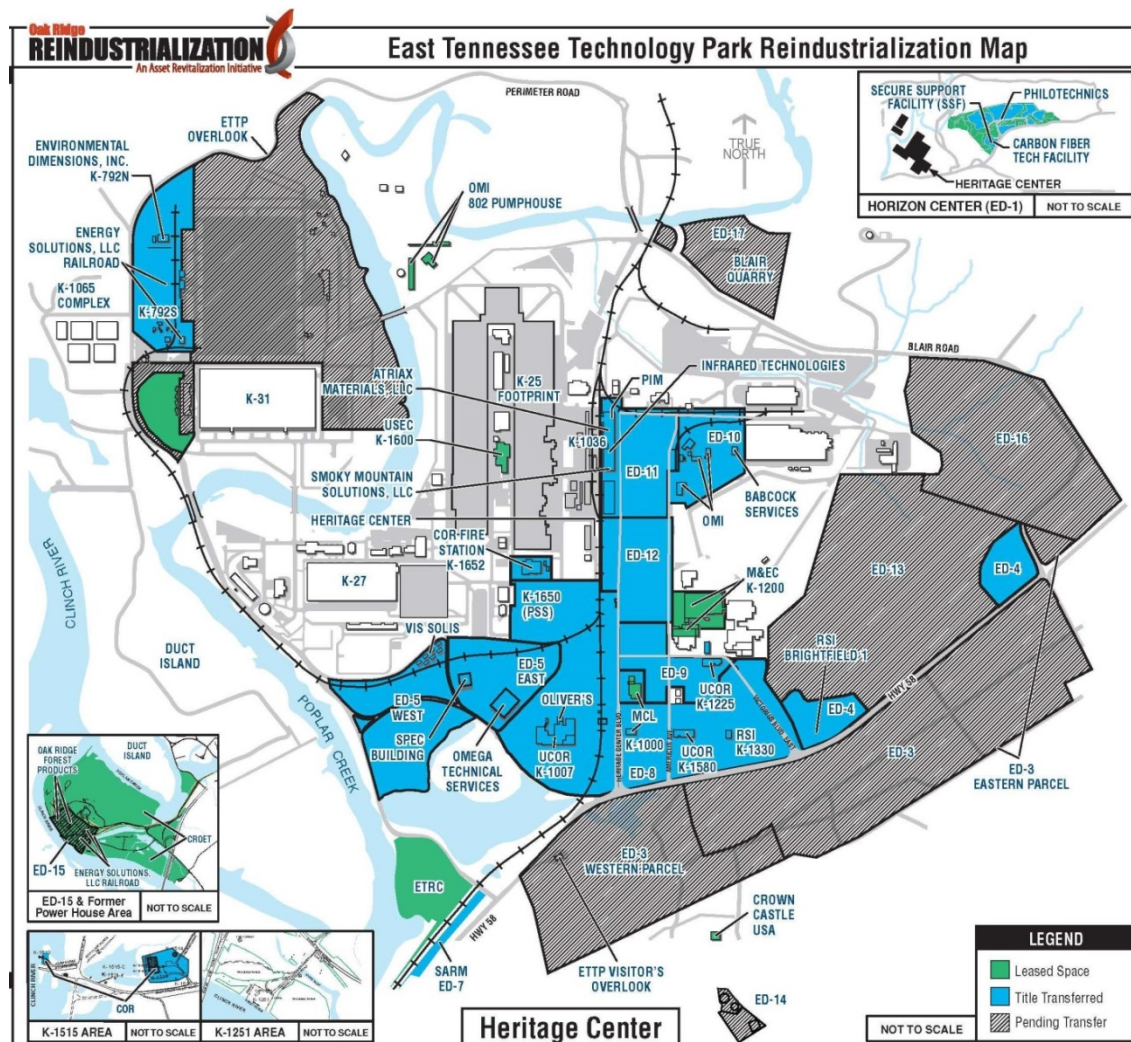 Oak Ridge
REINDUSTRIALIZATION
An Asset Revitalization Initiative
East Tennessee Technology Park Reindustrialization Map
PERIMETER ROAD
ETTP
OVERLOOK
TRUE
NORTH
SECURE SUPPORT
FACILITY (SSF)
PHILOTECHNICS
CARBON FIBER
TECH FACILITY
HERITAGE CENTER
HORIZON CENTER (ED-1)
NOT TO SCALE
ENVIRONMENTAL
DIMENSIONS, INC.
K-792N
OMI
802 PUMPHOUSE
ENERGY
SOLUTIONS, LLC
RAILROAD
K-1065
COMPLEX
K-792S
ED-17
BLAIR
QUARRY
BLAIR ROAD
INFRARED TECHNOLOGIES
ATRIAX
MATERIALS, LLC
PIM
K-25
FOOTPRINT
K-31
USEC
K-1600
K-1036
ED-10
ED-16
SMOKY MOUNTAIN
SOLUTIONS, LLC
ED-11
BABCOCK
SERVICES
OMI
HERITAGE CENTER
COR-FIRE
STATION
K-1652
ED-12
K-27
M&EC
K-1200
ED-13
ED-4
K-1650
(PSS)
CLINCH RIVER
DUCT
ISLAND
VIS SOLIS
RSI
BRIGHTFIELD 1
HWY 58
ED-5
EAST
ED-9
UCOR
K-1225
VICTORIUS BLVD. EAST
ED-4
ED-5
WEST
OLIVER'S
MCL
SPEC
BUILDING
OMEGA
TECHNICAL
SERVICES
UCOR
K-1007
HERITAGE CENTER BLVD
K-1000
ED-8
UCOR
K-1580
RSI
K-1330
ED-3
ED-3
EASTERN PARCEL
POPLAR CREEK
OAK RIDGE
FOREST
PRODUCTS
DUCT
ISLAND
CROET
ED-15
ENERGY SOLUTIONS,
LLC RAILROAD
ED-15 & Former
Power House Area
NOT TO SCALE
ED-3
WESTERN PARCEL
ETRC
HWY 58
CROWN
CASTLE
USA
SARM
ED-7
ETTP VISITOR'S
OVERLOOK
ED-14
COR
CLINCH RIVER
K-1515 AREA
NOT TO SCALE
CLINCH RIVER
K-1251 AREA
NOT TO SCALE
Heritage Center
NOT TO SCALE
LEGEND
Leased Space
Title Transferred
Pending Transfer